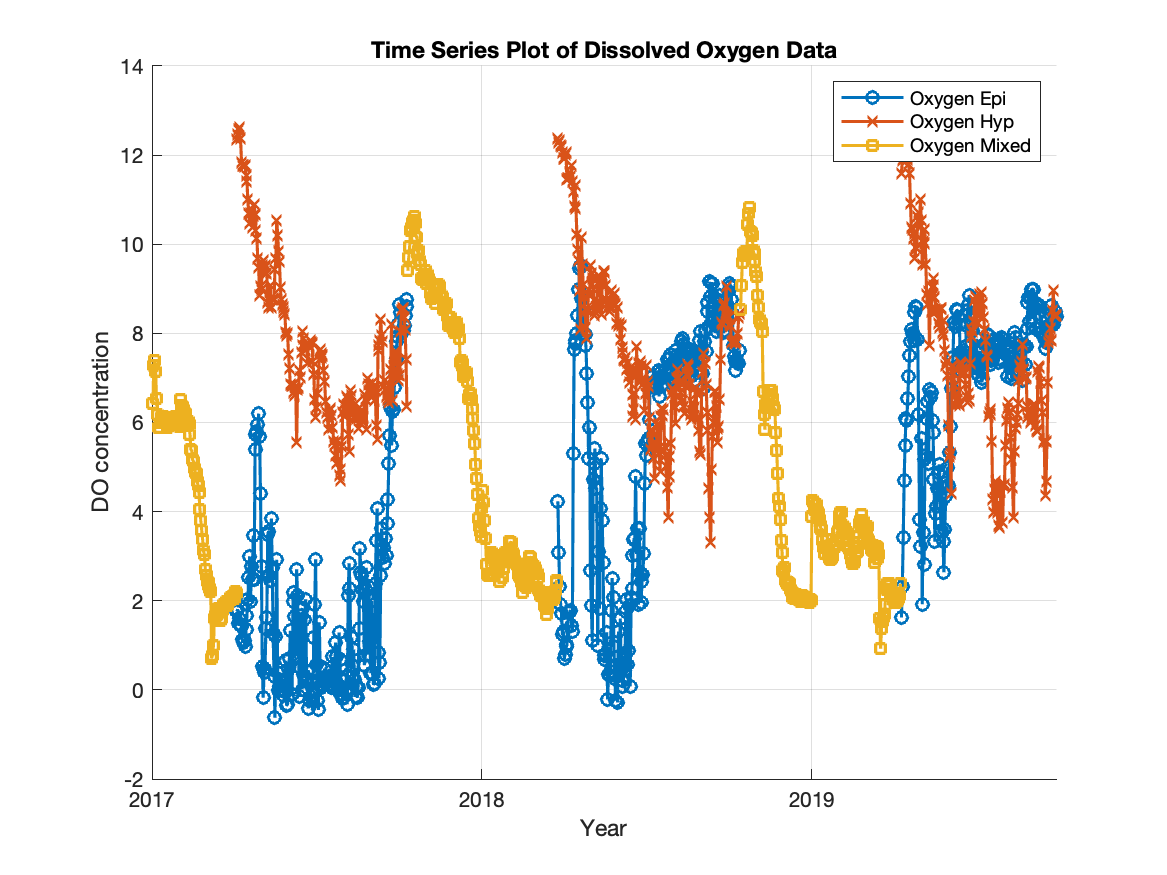 Time Series Plot of Dissolved Oxygen Data
14
Oxygen Epi
Oxygen Hyp
Oxygen Mixed
12
10
8
6
4
2
0
-2
DO concentration
2017
2018
2019
Year